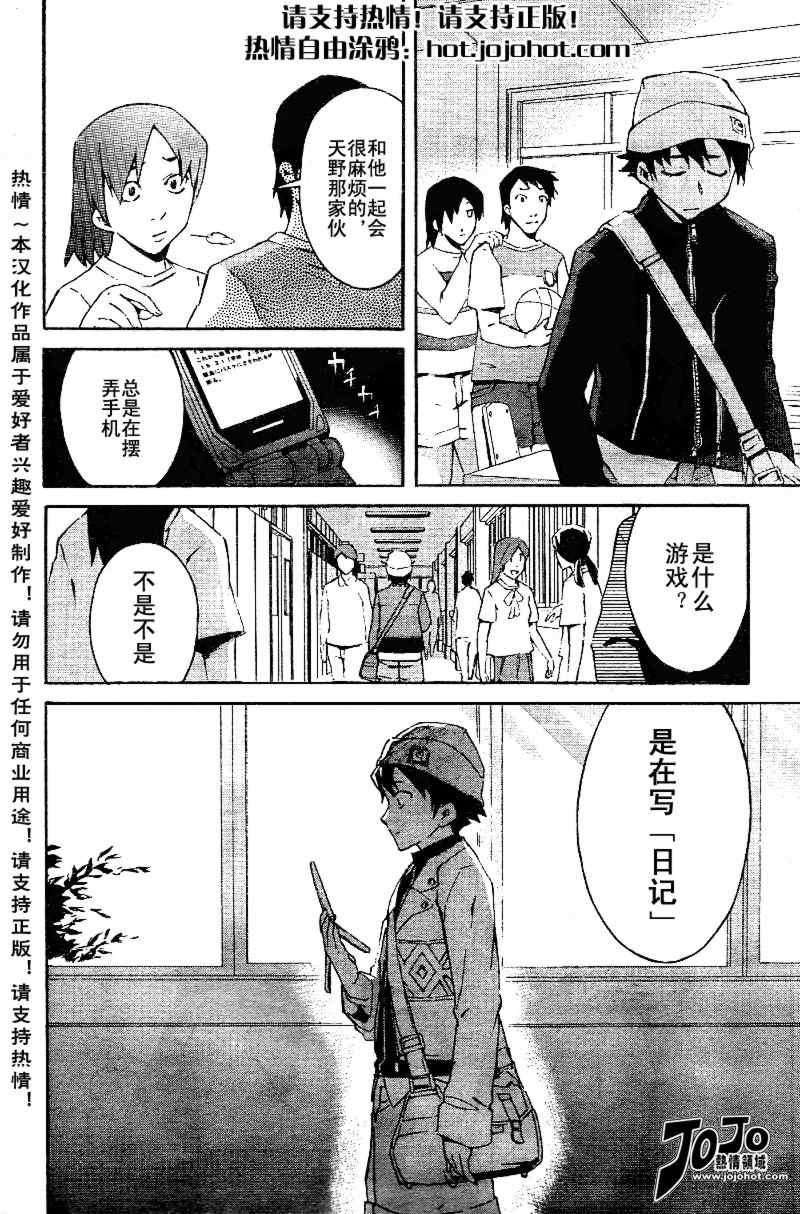 请支持热情！请支持正版！
热情自由涂鸦：hot.jojohot.com
和他一起会
很麻烦的，
天野那家伙
总是在摆
弄手机
是什么
游戏？
不是不是
是在写「日记」
热情～本汉化作品属于爱好者兴趣爱好制作！请勿用于任何商业用途！请支持正版！请支持热情！
JOJO
热情领域
www.jojohot.com